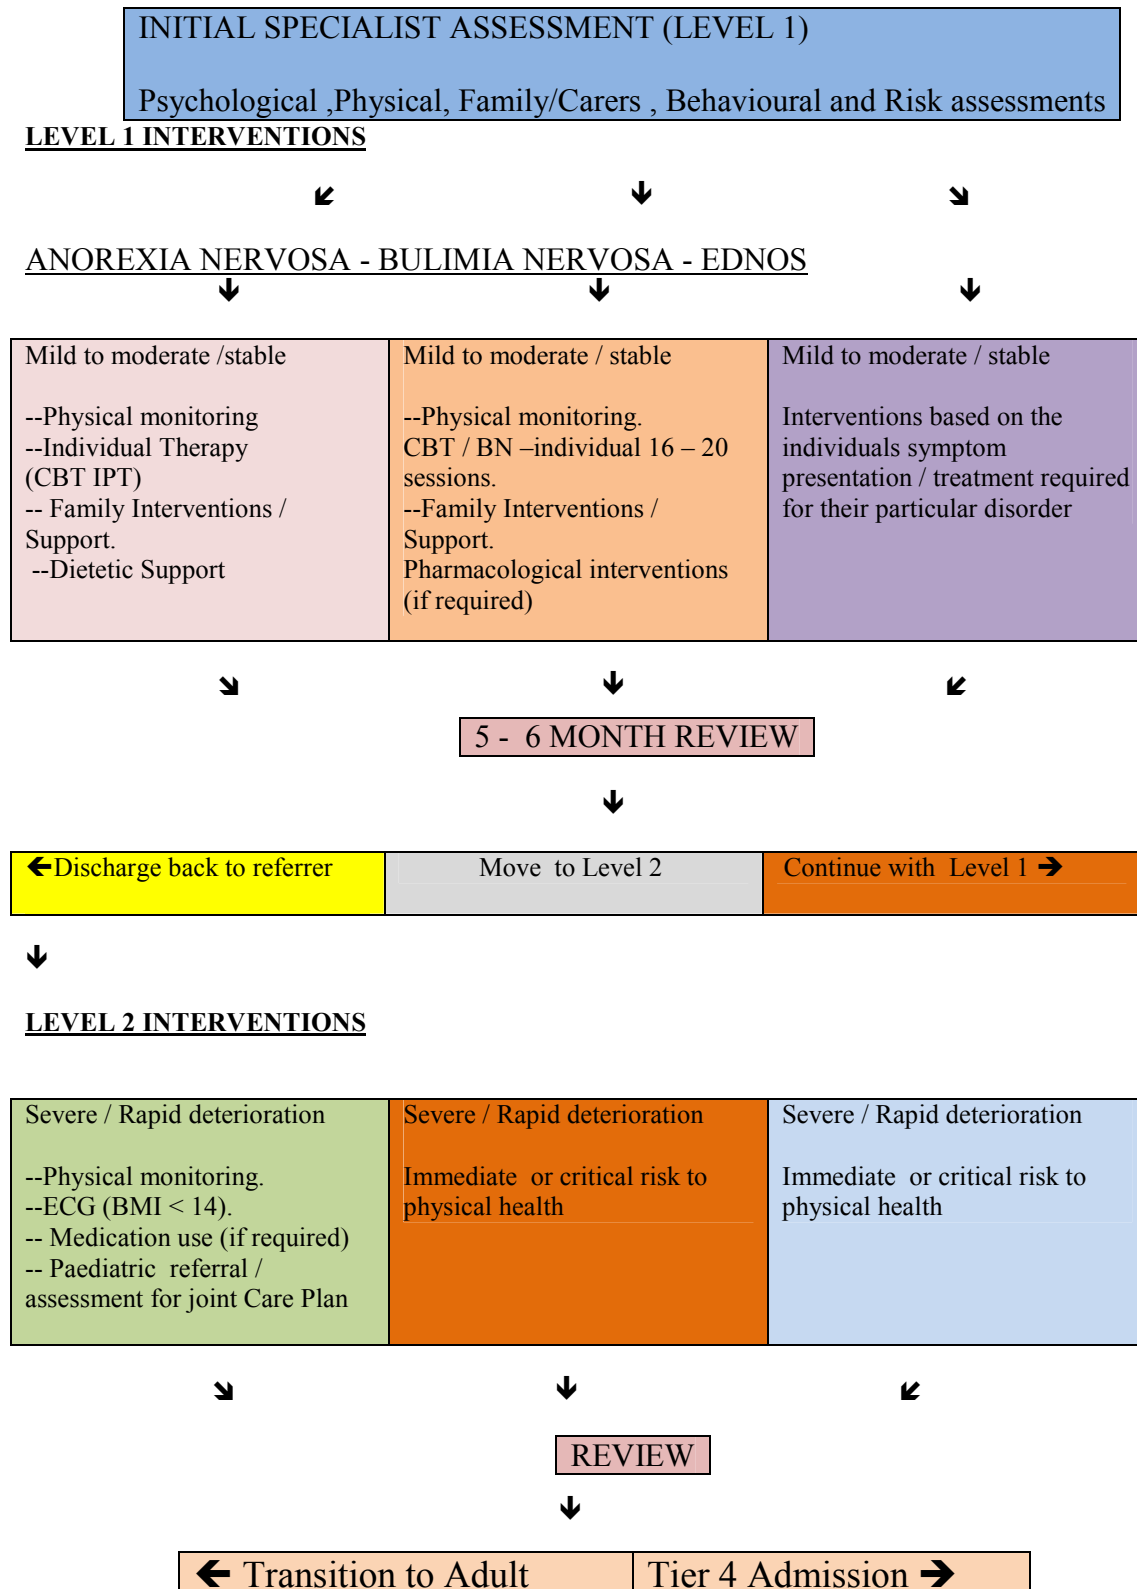 INITIAL SPECIALIST ASSESSMENT (LEVEL 1)
Psychological ,Physical, Family/Carers , Behavioural and Risk assessments
LEVEL 1 INTERVENTIONS
ANOREXIA NERVOSA - BULIMIA NERVOSA - EDNOS
Mild to moderate /stable
--Physical monitoring
--Individual Therapy
(CBT IPT)
-- Family Interventions /
Support.
--Dietetic Support
Mild to moderate / stable
--Physical monitoring.
CBT / BN –individual 16 – 20
sessions.
--Family Interventions /
Support.
Pharmacological interventions
(if required)
Mild to moderate / stable
Interventions based on the
individuals symptom
presentation / treatment required
for their particular disorder
5 - 6 MONTH REVIEW
←Discharge back to referrer
Move to Level 2
Continue with Level 1 →
LEVEL 2 INTERVENTIONS
Severe / Rapid deterioration
--Physical monitoring.
--ECG (BMI < 14).
-- Medication use (if required)
-- Paediatric referral /
assessment for joint Care Plan
Severe / Rapid deterioration
Immediate or critical risk to
physical health
Severe / Rapid deterioration
Immediate or critical risk to
physical health
REVIEW
← Transition to Adult
Tier 4 Admission →